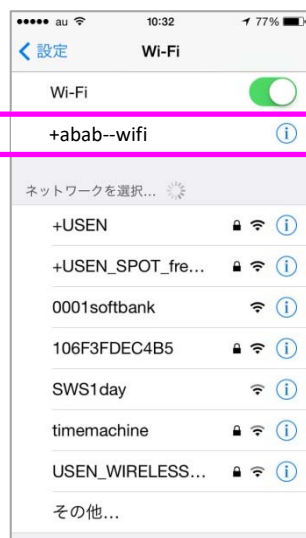 au 10:32 77%
設定 Wi-Fi
Wi-Fi
+abab--wifi
ネットワークを選択...
+USEN
+USEN_SPOT_fre...
0001softbank
106F3FDEC4B5
SWS1day
timemachine
USEN_WIRELESS...
その他...